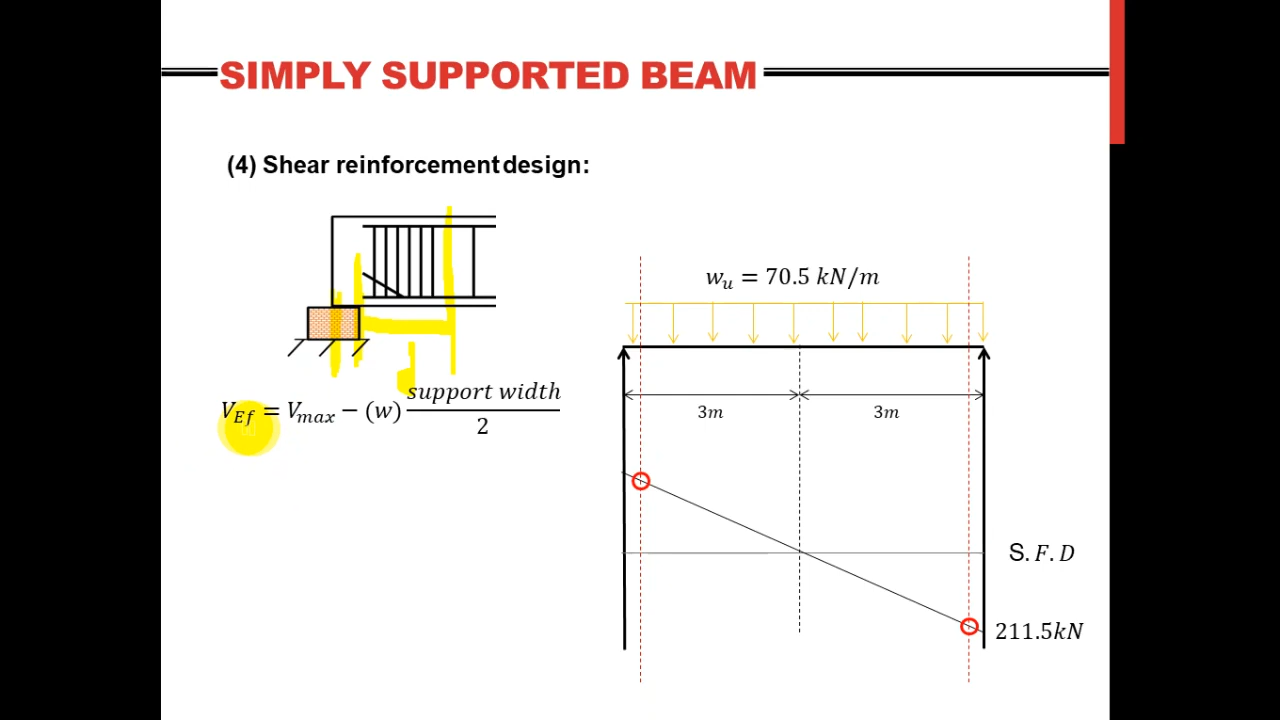 SIMPLY SUPPORTED BEAM
(4) Shear reinforcement design:
w_u = 70.5 kN/m
V_Ef = V_max − (w) support width / 2
3m 3m
S. F. D
211.5kN